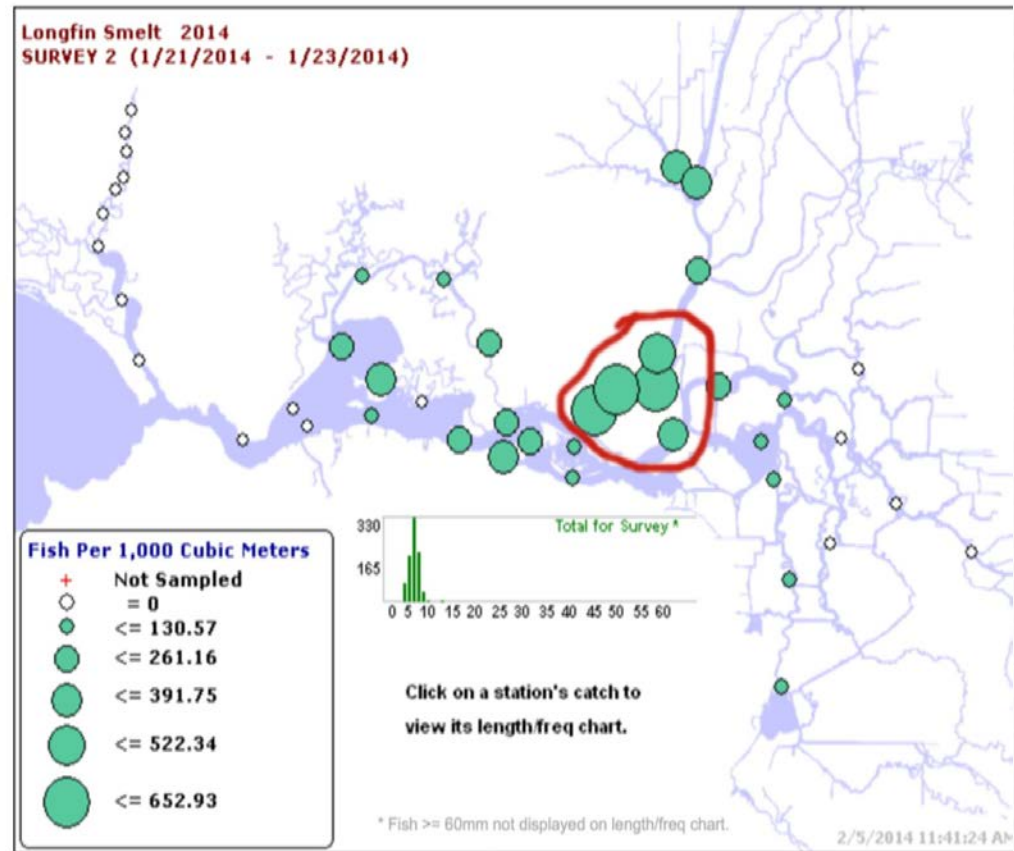 Longfin Smelt 2014
SURVEY 2 (1/21/2014 - 1/23/2014)
330
165
Total for Survey *
0 5 10 15 20 25 30 35 40 45 50 55 60
Fish Per 1,000 Cubic Meters
+ Not Sampled
= 0
<= 130.57
<= 261.16
<= 391.75
<= 522.34
<= 652.93
Click on a station's catch to
view its length/freq chart.
* Fish >= 60mm not displayed on length/freq chart.
2/5/2014 11:41:24 AM